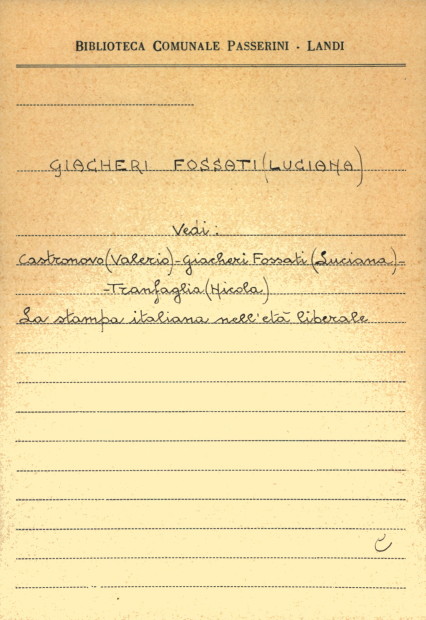 BIBLIOTECA COMUNALE PASSERINI - LANDI
GIACHERI FOSSATI (LUCIANA)
Vedi:
Castronovo (Valerio) - Giacheri Fossati (Luciana) -
- Tranfaglia (Nicola)
La stampa italiana nell'età liberale